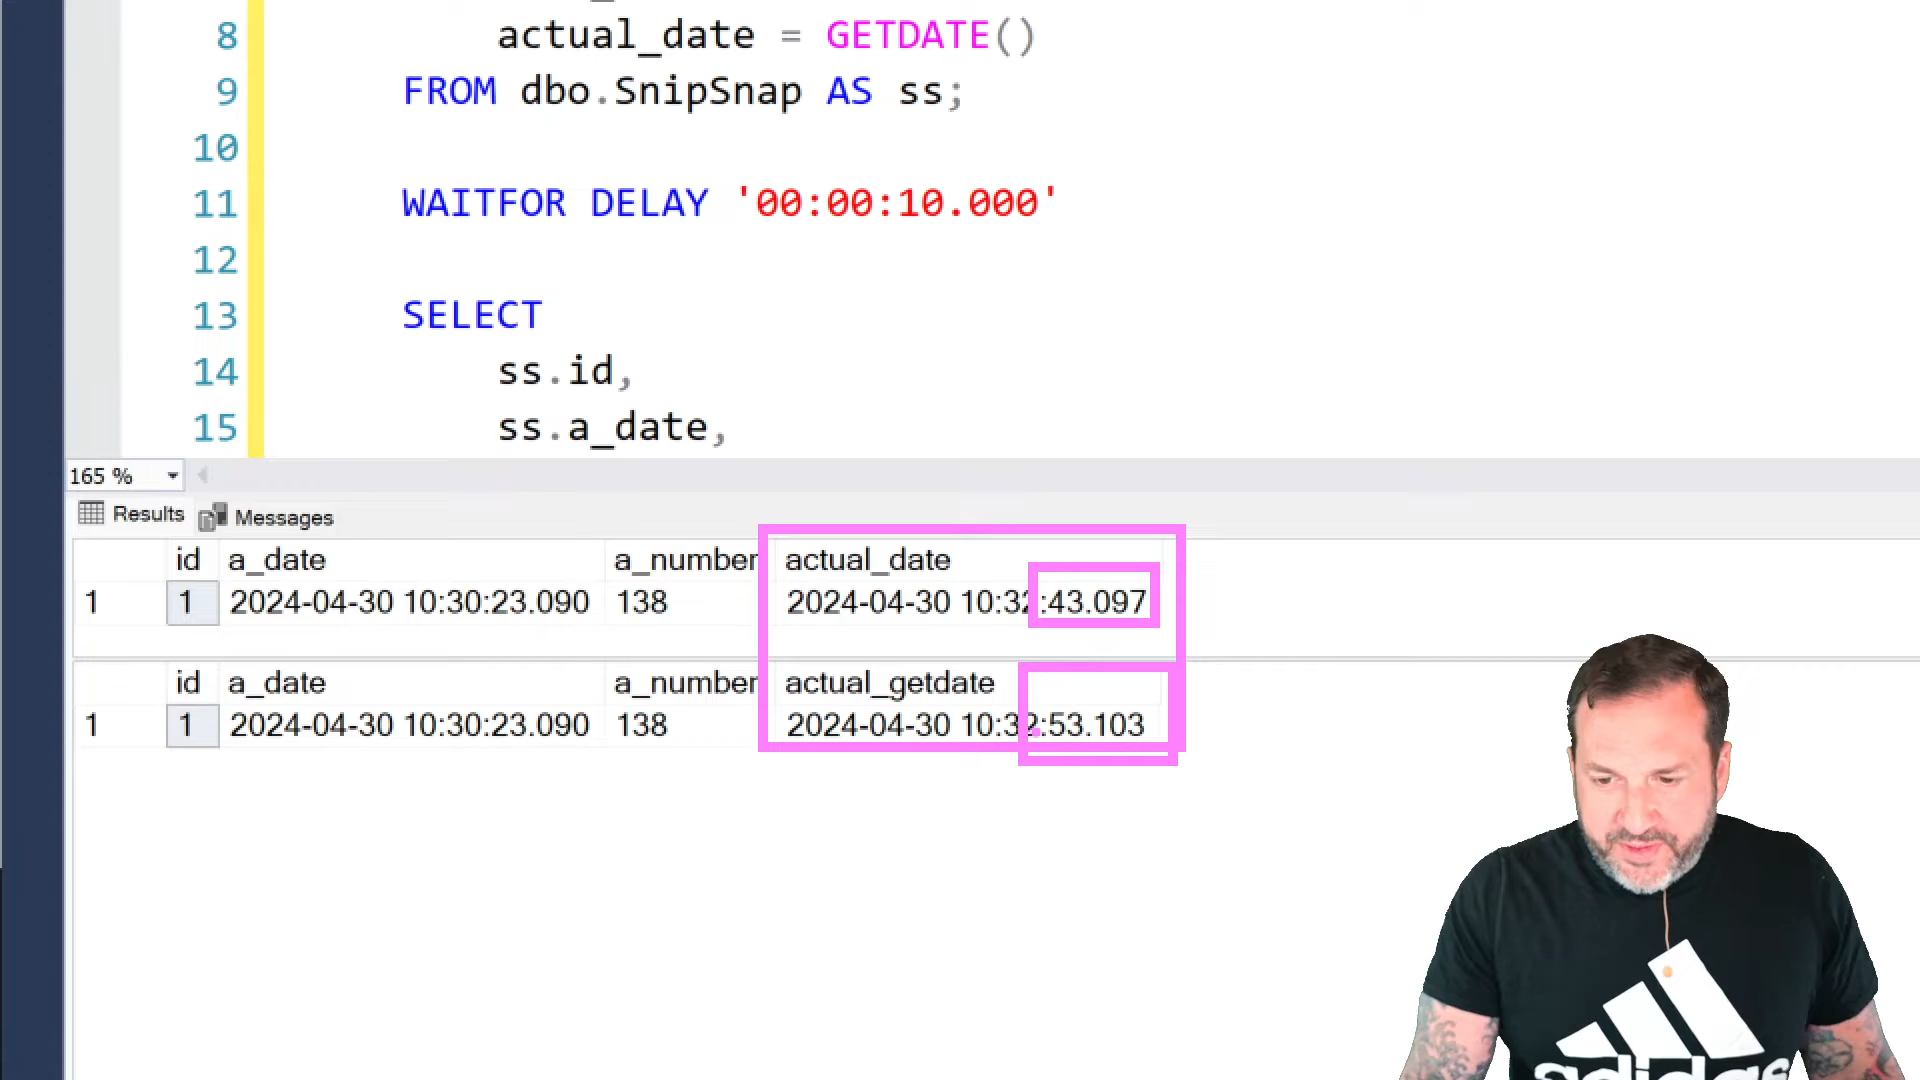 8 actual_date = GETDATE()
9 FROM dbo.SnipSnap AS ss;
10
11 WAITFOR DELAY '00:00:10.000'
12
13 SELECT
14 ss.id,
15 ss.a_date,
165 %
Results Messages
id a_date a_number actual_date
1 1 2024-04-30 10:30:23.090 138 2024-04-30 10:32:43.097
id a_date a_number actual_getdate
1 1 2024-04-30 10:30:23.090 138 2024-04-30 10:32:53.103
adidas